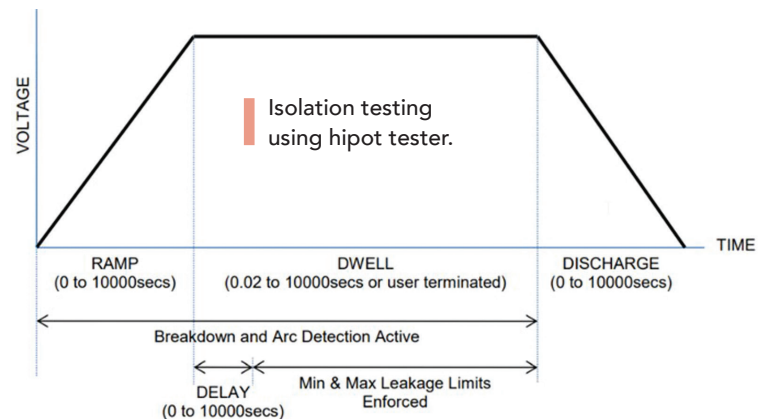 VOLTAGE
Isolation testing
using hipot tester.
TIME
RAMP
(0 to 10000secs)
DWELL
(0.02 to 10000secs or user terminated)
DISCHARGE
(0 to 10000secs)
Breakdown and Arc Detection Active
DELAY
(0 to 10000secs)
Min & Max Leakage Limits
Enforced